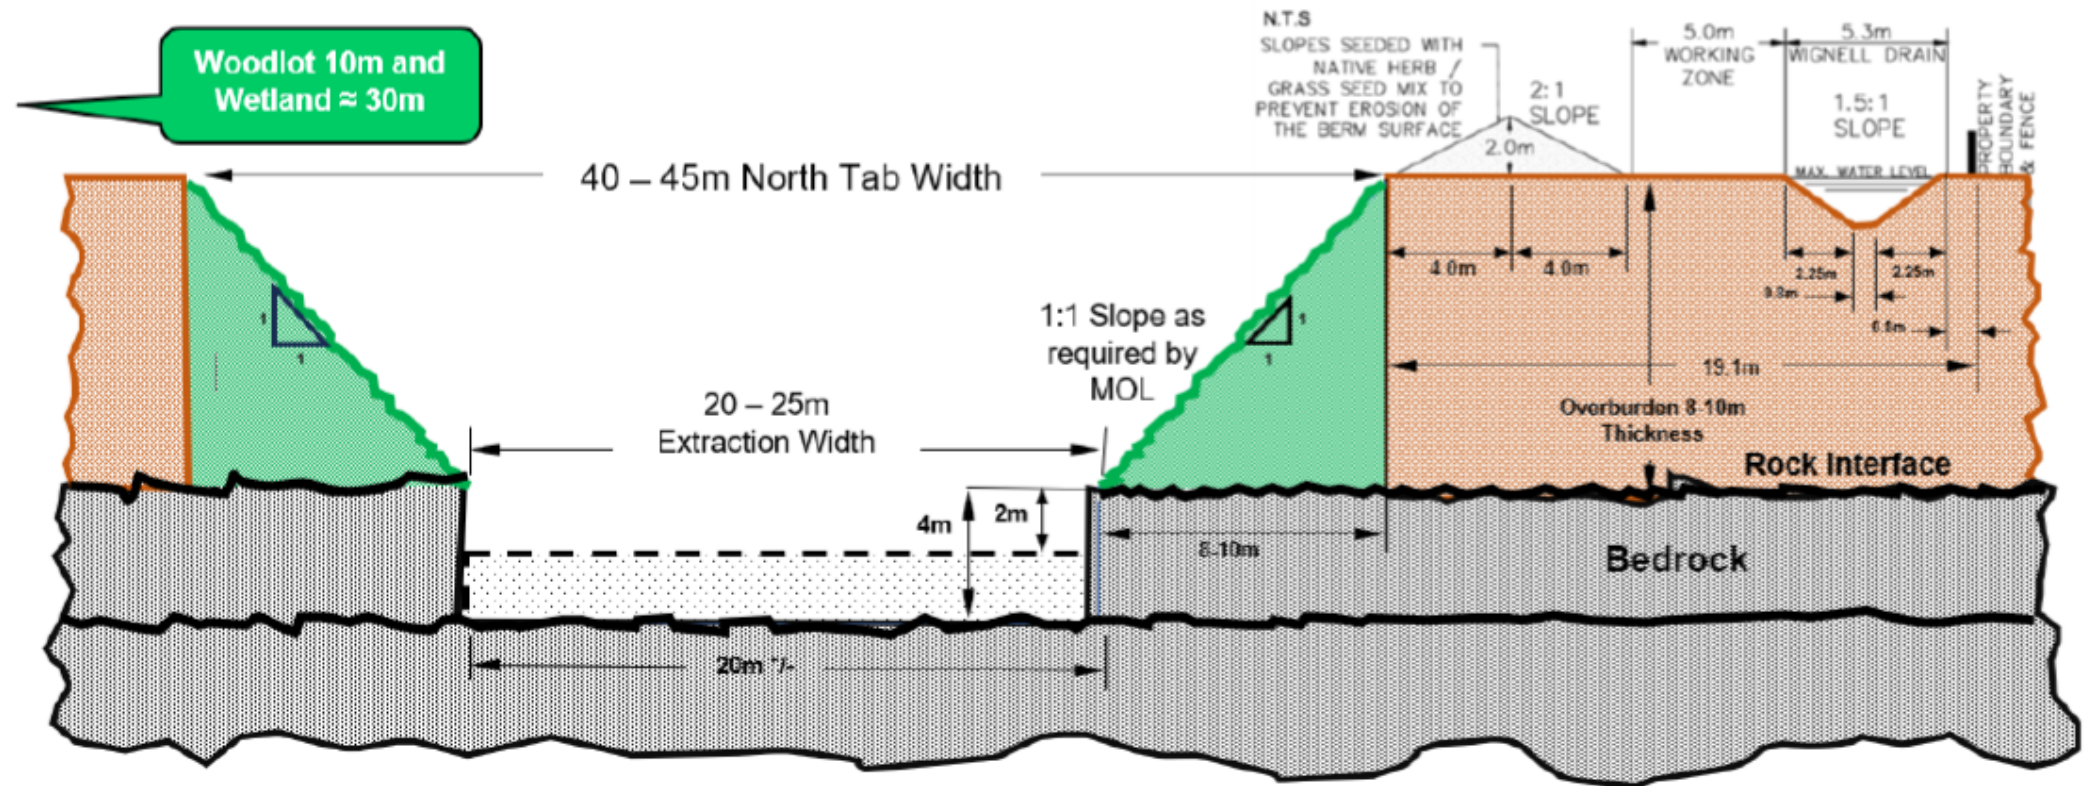 Woodlot 10m and
Wetland ≈ 30m
N.T.S
SLOPES SEEDED WITH
NATIVE HERB /
GRASS SEED MIX TO
PREVENT EROSION OF
THE BERM SURFACE
2:1
SLOPE
2.0m
5.0m
WORKING
ZONE
5.3m
WIGNELL DRAIN
1.5:1
SLOPE
MAX. WATER LEVEL
PROPERTY
BOUNDARY
& FENCE
40 – 45m North Tab Width
4.0m
4.0m
2.25m
2.25m
1
1
1:1 Slope as
required by
MOL
1
1
19.1m
20 – 25m
Extraction Width
Overburden 8-10m
Thickness
Rock Interface
4m
2m
8-10m
Bedrock
20m +/-